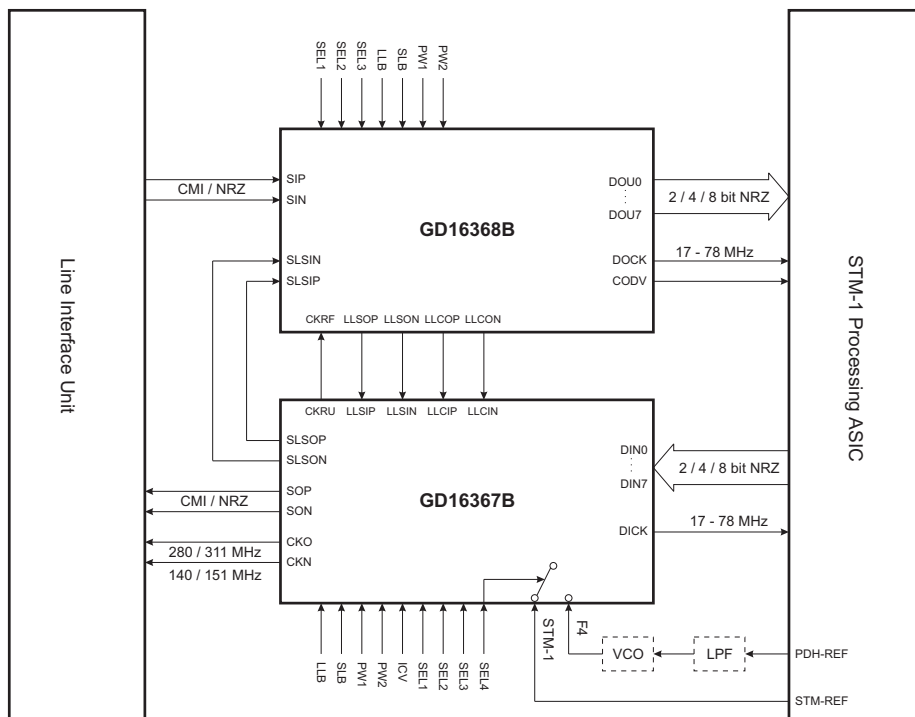 SEL1
SEL2
SEL3
LLB
SLB
PW1
PW2
Line Interface Unit
STM-1 Processing ASIC
CMI / NRZ
SIP
SIN
SLSIN
SLSIP
GD16368B
DOU0
DOU7
2 / 4 / 8 bit NRZ
DOCK
17 - 78 MHz
CODV
CKRF
LLSOP
LLSON
LLCOP
LLCON
CKRU
LLSIP
LLSIN
LLCIP
LLCIN
SLSOP
SLSON
SOP
CMI / NRZ
SON
CKO
280 / 311 MHz
CKN
140 / 151 MHz
GD16367B
DIN0
DIN7
2 / 4 / 8 bit NRZ
DICK
17 - 78 MHz
LLB
SLB
PW1
PW2
ICV
SEL1
SEL2
SEL3
SEL4
STM-1
F4
VCO
LPF
PDH-REF
STM-REF